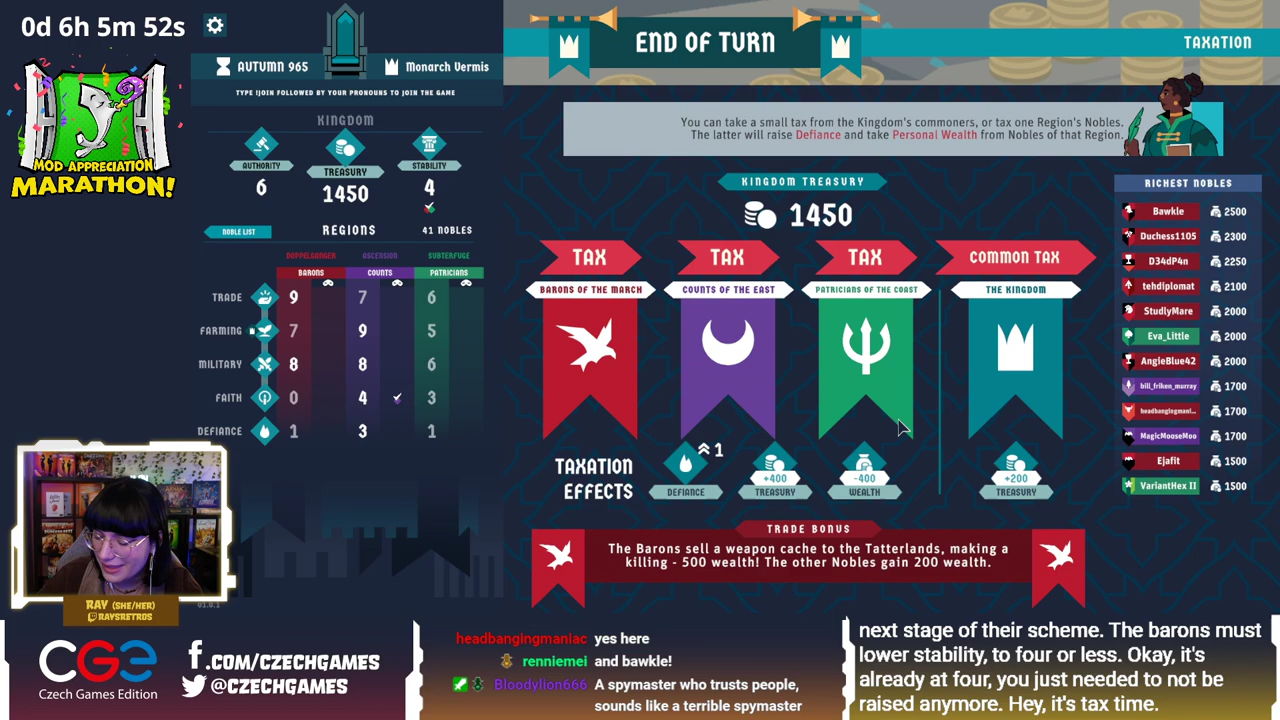 0d 6h 5m 52s
MOD APPRECIATION
MARATHON!
AUTUMN 965
Monarch Vermis
TYPE !JOIN FOLLOWED BY YOUR PRONOUNS TO JOIN THE GAME
KINGDOM
AUTHORITY
TREASURY
STABILITY
6
1450
4
NOBLE LIST
REGIONS
41 NOBLES
DOPPELGANGER
ASCENSION
SUBTERFUGE
BARONS
COUNTS
PATRICIANS
TRADE 9 7 6
FARMING 7 9 5
MILITARY 8 8 6
FAITH 0 4 3
DEFIANCE 1 3 1
END OF TURN
TAXATION
You can take a small tax from the Kingdom's commoners, or tax one Region's Nobles.
The latter will raise Defiance and take Personal Wealth from Nobles of that Region.
KINGDOM TREASURY
1450
TAX
TAX
TAX
COMMON TAX
BARONS OF THE MARCH
COUNTS OF THE EAST
PATRICIANS OF THE COAST
THE KINGDOM
TAXATION
EFFECTS
1
DEFIANCE
+400
TREASURY
-400
WEALTH
+200
TREASURY
TRADE BONUS
The Barons sell a weapon cache to the Tatterlands, making a
killing - 500 wealth! The other Nobles gain 200 wealth.
RICHEST NOBLES
Bawkle 2500
Duchess1105 2300
D34dP4n 2250
tehdiplomat 2100
StudlyMare 2000
Eva_Little 2000
AngieBlue42 2000
bill_friken_murray 1700
headbangingmani... 1700
MagicMooseMoo 1700
Ejafit 1500
VariantHex II 1500
RAY (SHE/HER)
RAYSRETROS
v1.0.1
CGE
Czech Games Edition
f.COM/CZECHGAMES
@CZECHGAMES
headbangingmaniac yes here
renniemei and bawkle!
Bloodylion666 A spymaster who trusts people,
sounds like a terrible spymaster
next stage of their scheme. The barons must
lower stability, to four or less. Okay, it's
already at four, you just needed to not be
raised anymore. Hey, it's tax time.